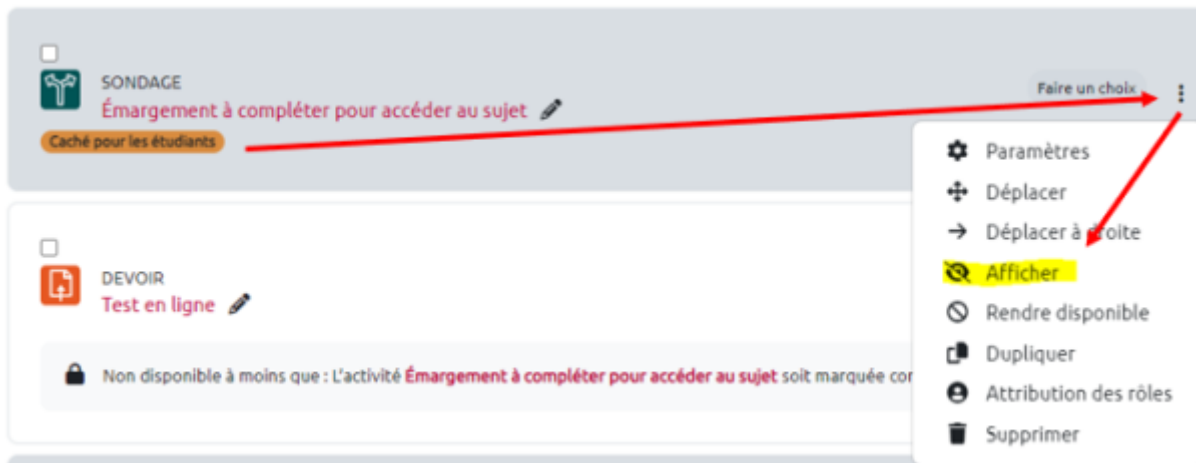 SONDAGE
Émargement à compléter pour accéder au sujet
Caché pour les étudiants
Faire un choix
Paramètres
Déplacer
Déplacer à droite
Afficher
Rendre disponible
Dupliquer
Attribution des rôles
Supprimer
DEVOIR
Test en ligne
Non disponible à moins que : L'activité Émargement à compléter pour accéder au sujet soit marquée